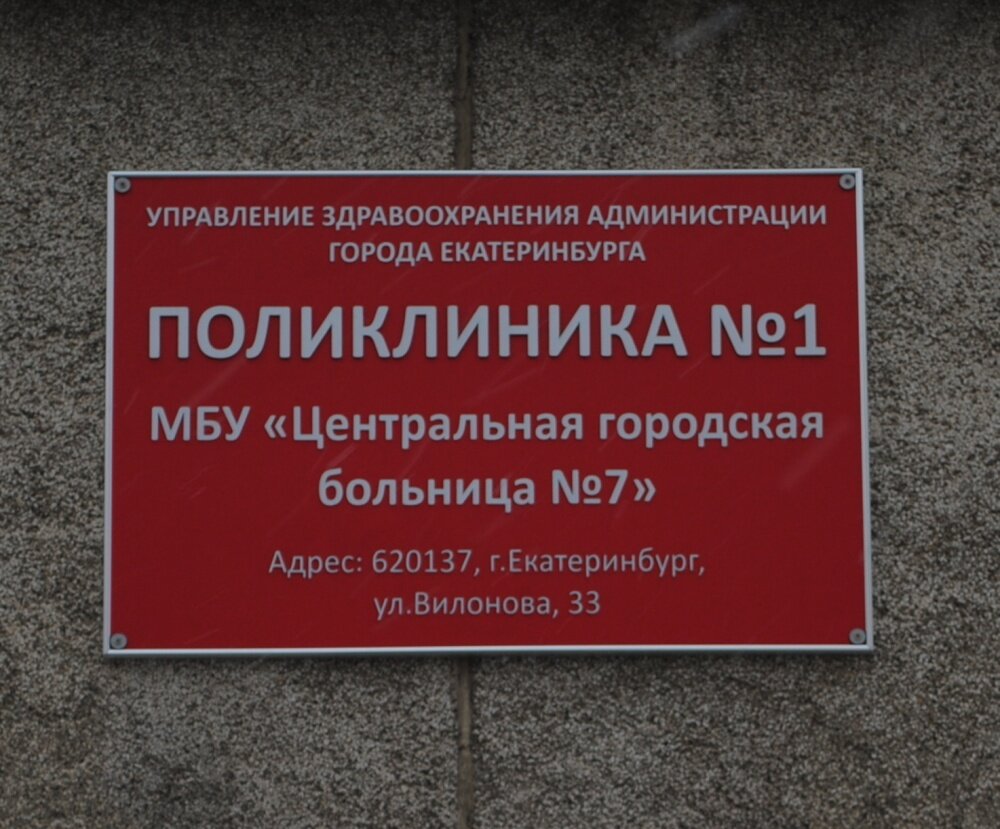 УПРАВЛЕНИЕ ЗДРАВООХРАНЕНИЯ АДМИНИСТРАЦИИ
ГОРОДА ЕКАТЕРИНБУРГА
ПОЛИКЛИНИКА №1
МБУ «Центральная городская
больница №7»
Адрес: 620137, г.Екатеринбург,
ул.Вилонова, 33